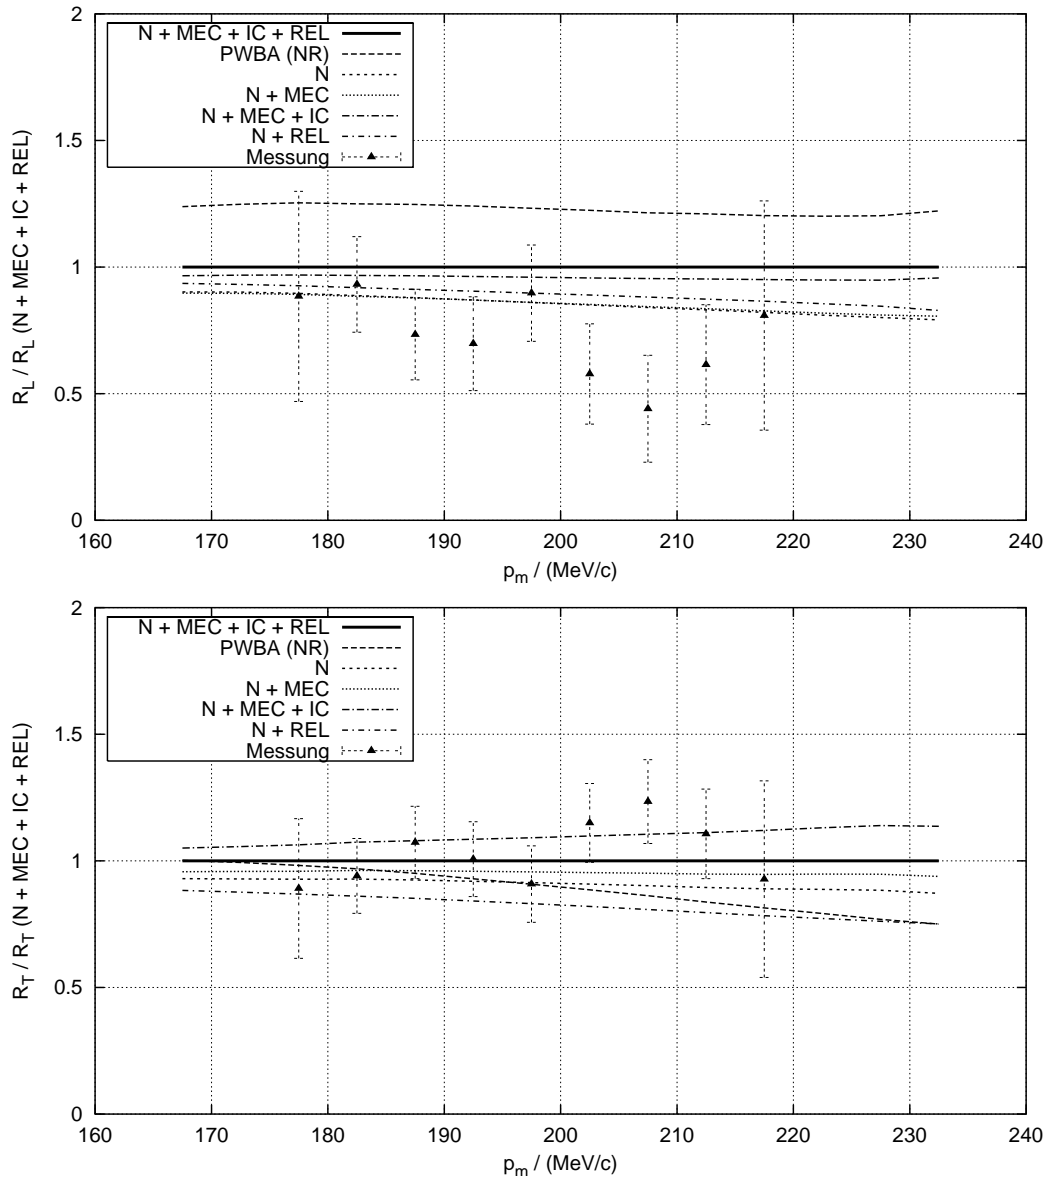 2
1.5
1
0.5
0
R_L / R_L (N + MEC + IC + REL)
N + MEC + IC + REL
PWBA (NR)
N
N + MEC
N + MEC + IC
N + REL
Messung
160 170 180 190 200 210 220 230 240
p_m / (MeV/c)
2
1.5
1
0.5
0
R_T / R_T (N + MEC + IC + REL)
N + MEC + IC + REL
PWBA (NR)
N
N + MEC
N + MEC + IC
N + REL
Messung
160 170 180 190 200 210 220 230 240
p_m / (MeV/c)